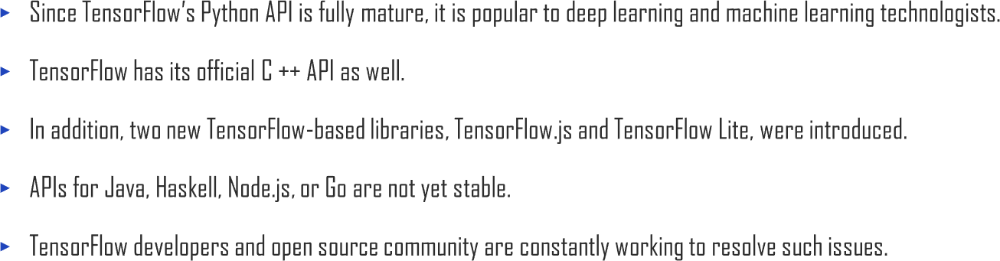 ▸ Since TensorFlow's Python API is fully mature, it is popular to deep learning and machine learning technologists.
▸ TensorFlow has its official C ++ API as well.
▸ In addition, two new TensorFlow-based libraries, TensorFlow.js and TensorFlow Lite, were introduced.
▸ APIs for Java, Haskell, Node.js, or Go are not yet stable.
▸ TensorFlow developers and open source community are constantly working to resolve such issues.